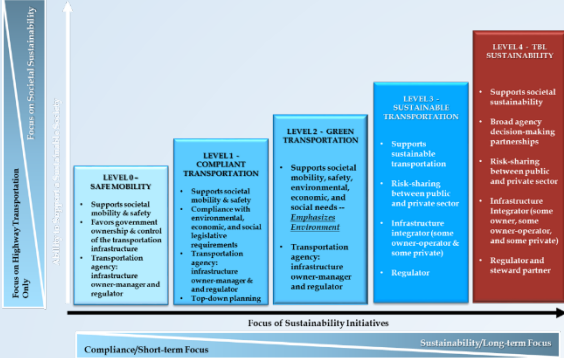 Focus on Societal Sustainability
Focus on Highway Transportation
Only
LEVEL 0 –
SAFE MOBILITY
• Supports societal
mobility & safety
• Favors government
ownership & control
of the transportation
infrastructure
• Transportation
agency:
infrastructure
owner-manager and
regulator
LEVEL 1 -
COMPLIANT
TRANSPORTATION
• Supports societal
mobility & safety
• Compliance with
environmental,
economic, and social
legislative
requirements
• Transportation
agency:
infrastructure
owner-manager &
and regulator
• Top-down planning
LEVEL 2 - GREEN
TRANSPORTATION
• Supports societal
mobility, safety,
environmental,
economic, and
social needs --
Emphasizes
Environment
• Transportation
agency:
infrastructure
owner-manager
and regulator
LEVEL 3 -
SUSTAINABLE
TRANSPORTATION
• Supports
sustainable
transportation
• Risk-sharing
between public
and private sector
• Infrastructure
integrator (some
owner-operator &
some private)
• Regulator
LEVEL 4 - TBL
SUSTAINABILITY
• Supports societal
sustainability
• Broad agency
decision-making
partnerships
• Risk-sharing
between public
and private sector
• Infrastructure
Integrator (some
owner, some
owner-operator,
and some private)
• Regulator and
steward partner
Focus of Sustainability Initiatives
Sustainability/Long-term Focus
Compliance/Short-term Focus